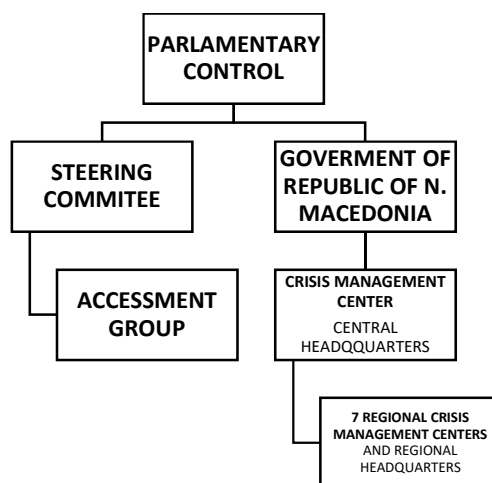 PARLAMENTARY
CONTROL
STEERING
COMMITEE
GOVERMENT OF
REPUBLIC OF N.
MACEDONIA
ACCESSMENT
GROUP
CRISIS MANAGEMENT
CENTER
CENTRAL
HEADQQUARTERS
7 REGIONAL CRISIS
MANAGEMENT CENTERS
AND REGIONAL
HEADQUARTERS